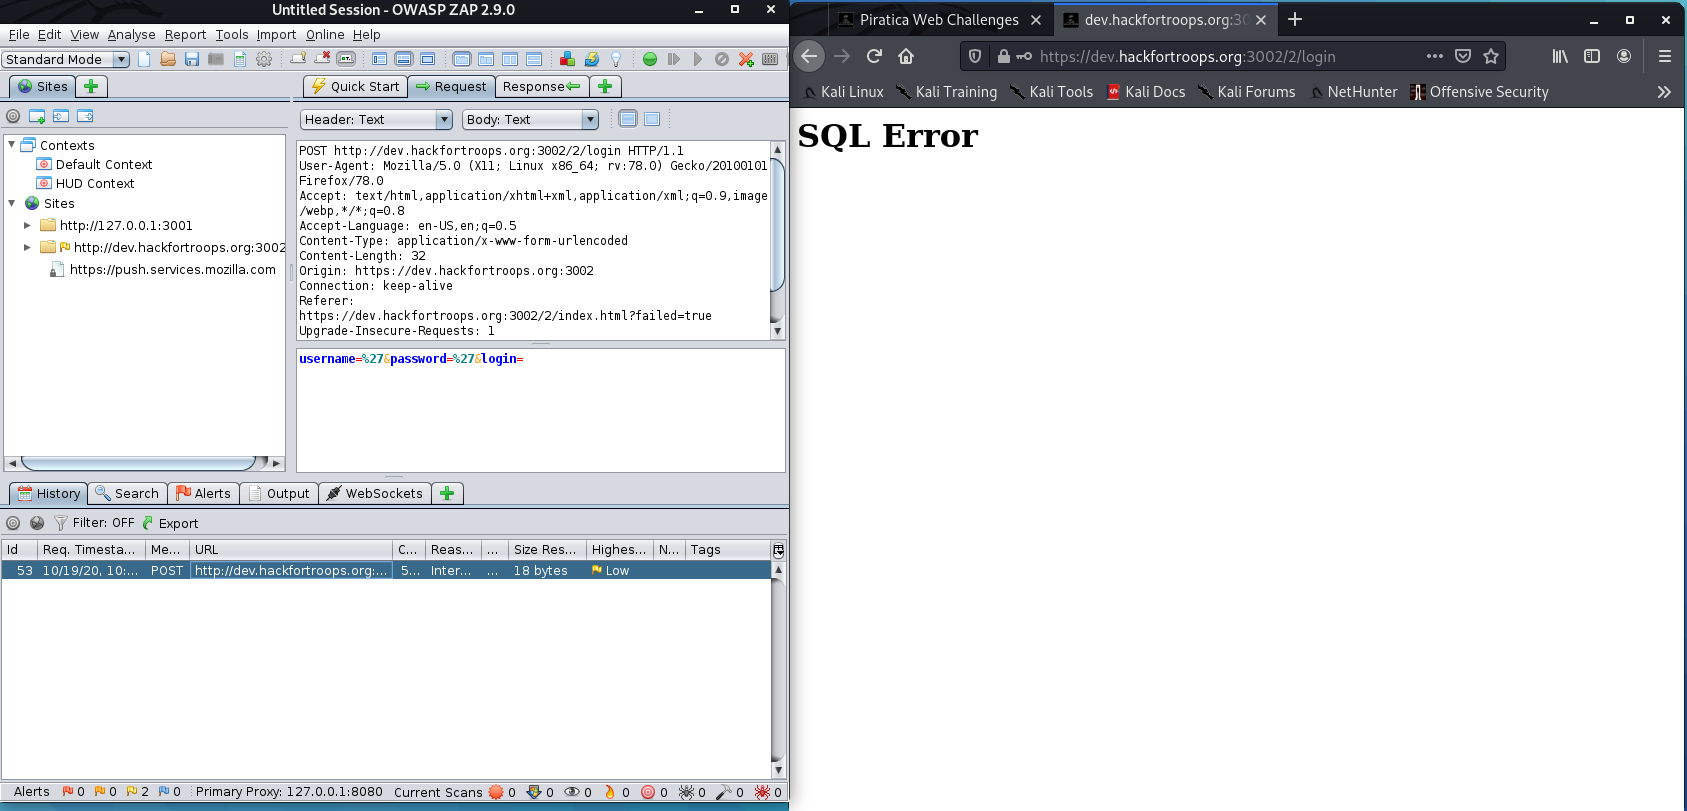 Untitled Session - OWASP ZAP 2.9.0
File Edit View Analyse Report Tools Import Online Help
Standard Mode
Sites
Quick Start
Request
Response
Header: Text
Body: Text
Contexts
Default Context
HUD Context
Sites
http://127.0.0.1:3001
http://dev.hackfortroops.org:3002
https://push.services.mozilla.com
POST http://dev.hackfortroops.org:3002/2/login HTTP/1.1
User-Agent: Mozilla/5.0 (X11; Linux x86_64; rv:78.0) Gecko/20100101
Firefox/78.0
Accept: text/html,application/xhtml+xml,application/xml;q=0.9,image
/webp,*/*;q=0.8
Accept-Language: en-US,en;q=0.5
Content-Type: application/x-www-form-urlencoded
Content-Length: 32
Origin: https://dev.hackfortroops.org:3002
Connection: keep-alive
Referer:
https://dev.hackfortroops.org:3002/2/index.html?failed=true
Upgrade-Insecure-Requests: 1
username=%27&password=%27&login=
History
Search
Alerts
Output
WebSockets
Filter: OFF
Export
Id Req. Timesta... Me... URL C... Reas... ... Size Res... Highes... N... Tags
53 10/19/20, 10:... POST http://dev.hackfortroops.org:... 5... Inter... ... 18 bytes Low
Alerts 0 0 2 0 Primary Proxy: 127.0.0.1:8080 Current Scans 0 0 0 0 0 0 0 0
Piratica Web Challenges
dev.hackfortroops.org:30
https://dev.hackfortroops.org:3002/2/login
Kali Linux
Kali Training
Kali Tools
Kali Docs
Kali Forums
NetHunter
Offensive Security
SQL Error